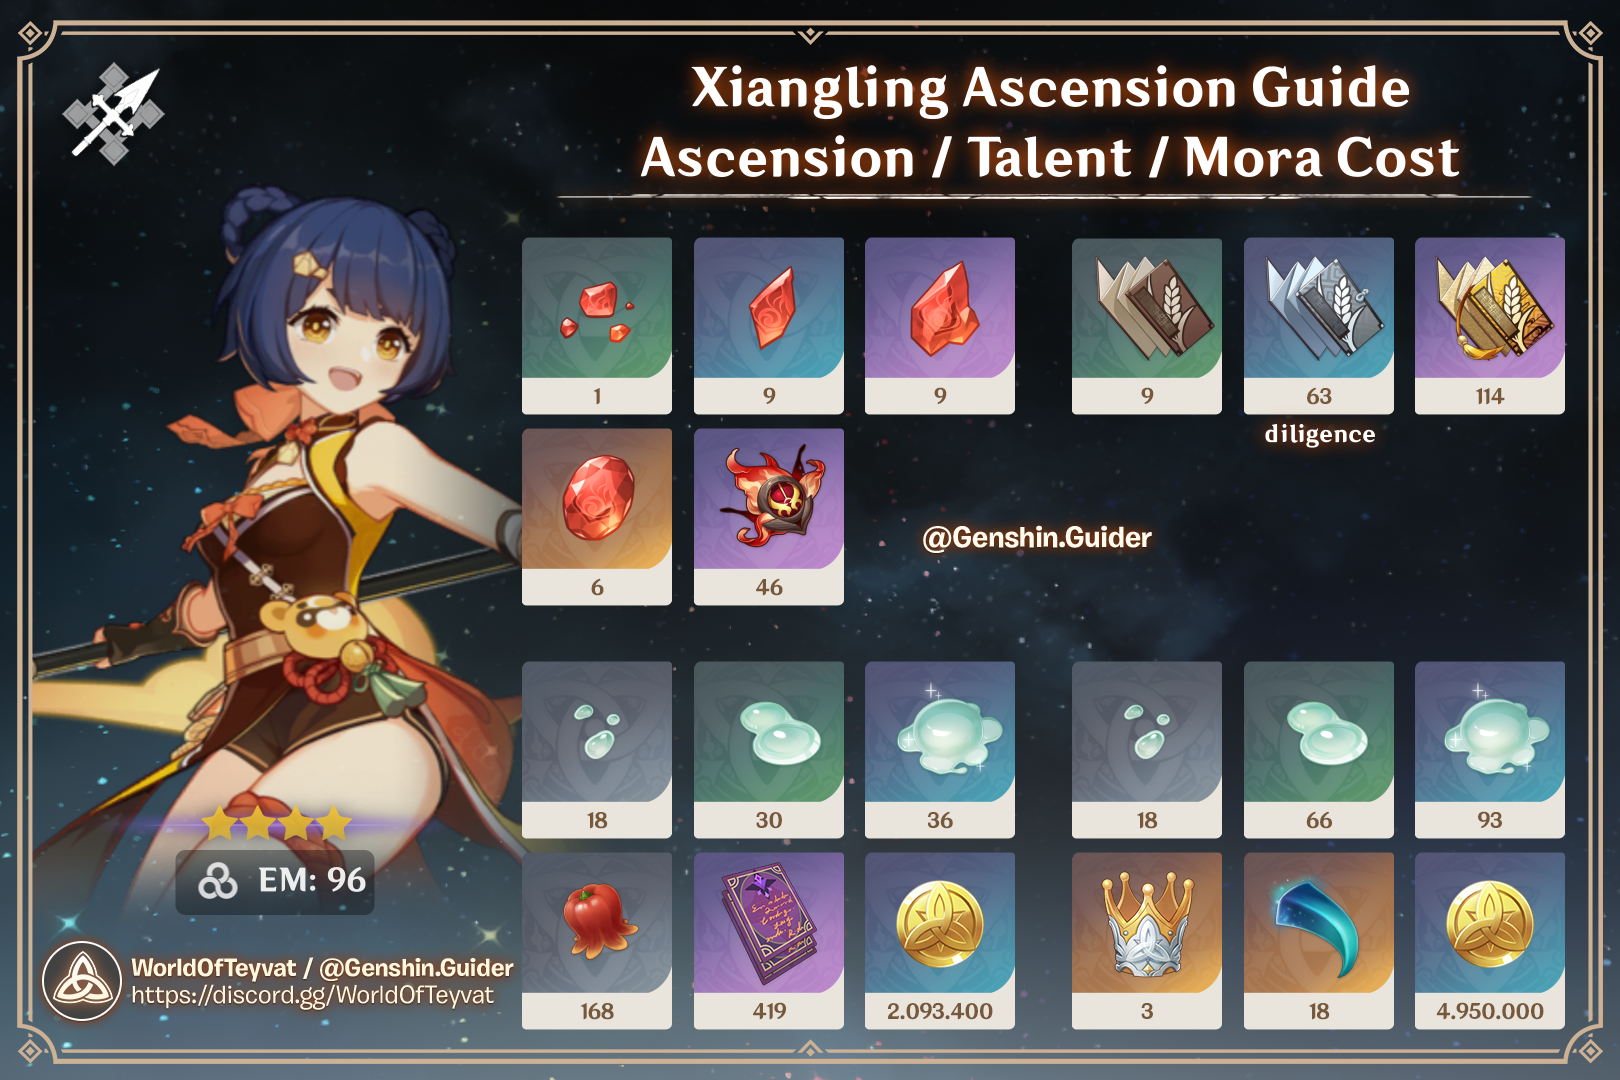 Xiangling Ascension Guide
Ascension / Talent / Mora Cost
1
9
9
9
63
114
diligence
6
46
@Genshin.Guider
18
30
36
18
66
93
168
419
2.093.400
3
18
4.950.000
EM: 96
WorldOfTeyvat / @Genshin.Guider
https://discord.gg/WorldOfTeyvat